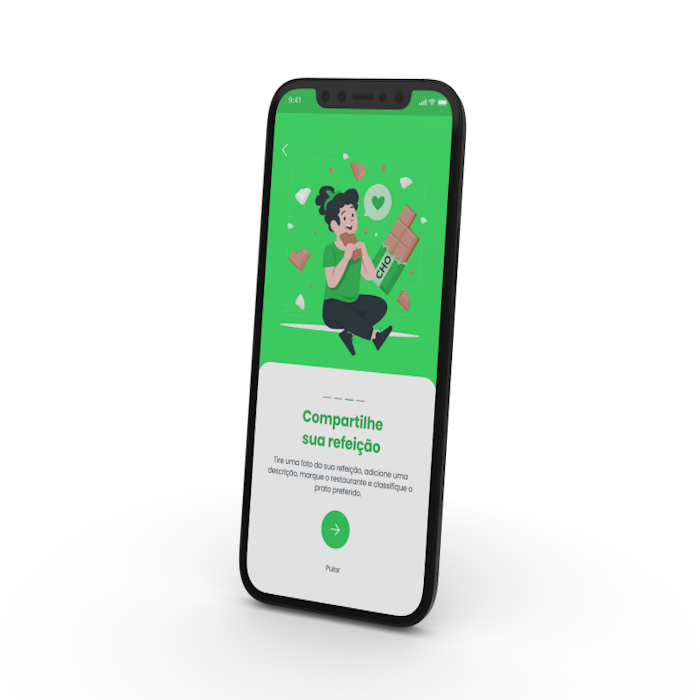 9:41
CHO
Compartilhe
sua refeição
Tire uma foto da sua refeição, adicione uma
descrição, marque o restaurante e classifique o
prato preferido.
Pular